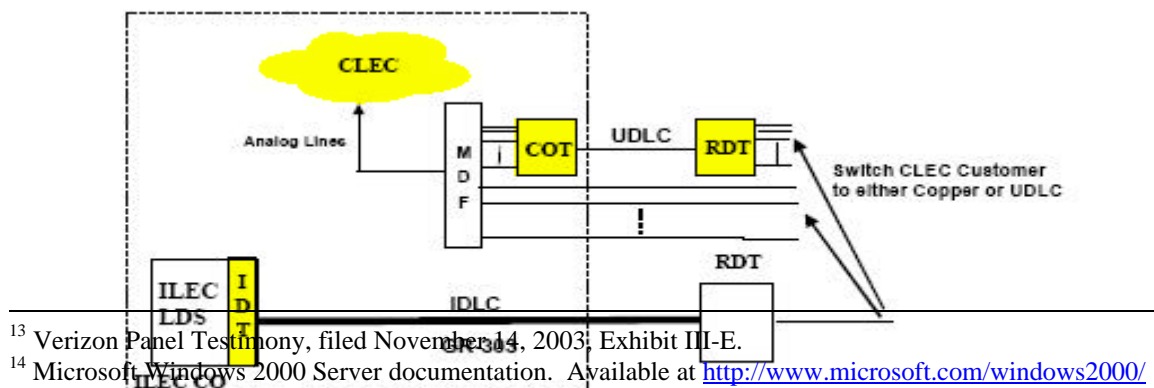 CLEC
Analog Lines
M
D
F
COT
UDLC
RDT
Switch CLEC Customer
to either Copper or UDLC
RDT
ILEC
LDS
I
D
T
IDLC
GR-303
ILEC CO
13 Verizon Panel Testimony, filed November 14, 2003, Exhibit III-E.
14 Microsoft Windows 2000 Server documentation. Available at http://www.microsoft.com/windows2000/